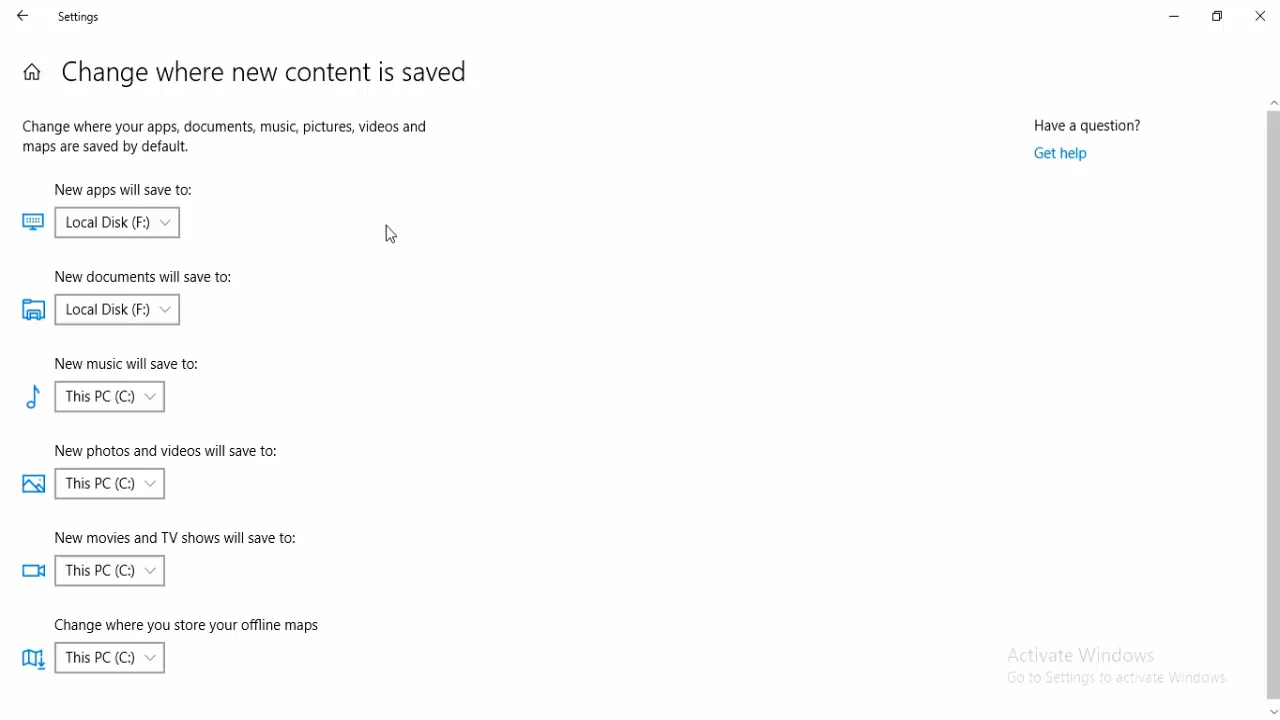 Settings
Change where new content is saved
Change where your apps, documents, music, pictures, videos and
maps are saved by default.
Have a question?
Get help
New apps will save to:
Local Disk (F:)
New documents will save to:
Local Disk (F:)
New music will save to:
This PC (C:)
New photos and videos will save to:
This PC (C:)
New movies and TV shows will save to:
This PC (C:)
Change where you store your offline maps
This PC (C:)
Activate Windows
Go to Settings to activate Windows.